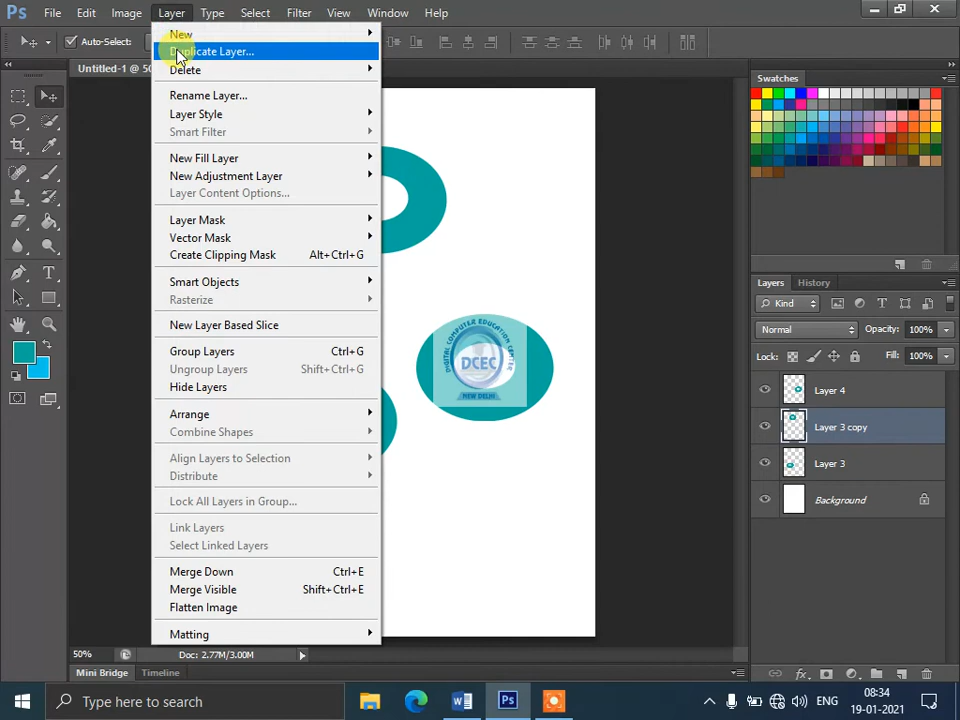 Ps File Edit Image Layer Type Select Filter View Window Help
Auto-Select:
Untitled-1 @ 50
New
Duplicate Layer...
Delete
Rename Layer...
Layer Style
Smart Filter
New Fill Layer
New Adjustment Layer
Layer Content Options...
Layer Mask
Vector Mask
Create Clipping Mask Alt+Ctrl+G
Smart Objects
Rasterize
New Layer Based Slice
Group Layers Ctrl+G
Ungroup Layers Shift+Ctrl+G
Hide Layers
Arrange
Combine Shapes
Align Layers to Selection
Distribute
Lock All Layers in Group...
Link Layers
Select Linked Layers
Merge Down Ctrl+E
Merge Visible Shift+Ctrl+E
Flatten Image
Matting
DIGITAL COMPUTER EDUCATION CENTRE
DCEC
NEW DELHI
Swatches
Layers History
Kind
Normal Opacity: 100%
Lock: Fill: 100%
Layer 4
Layer 3 copy
Layer 3
Background
50% Doc: 2.77M/3.00M
Mini Bridge Timeline
Type here to search
ENG
08:34
19-01-2021